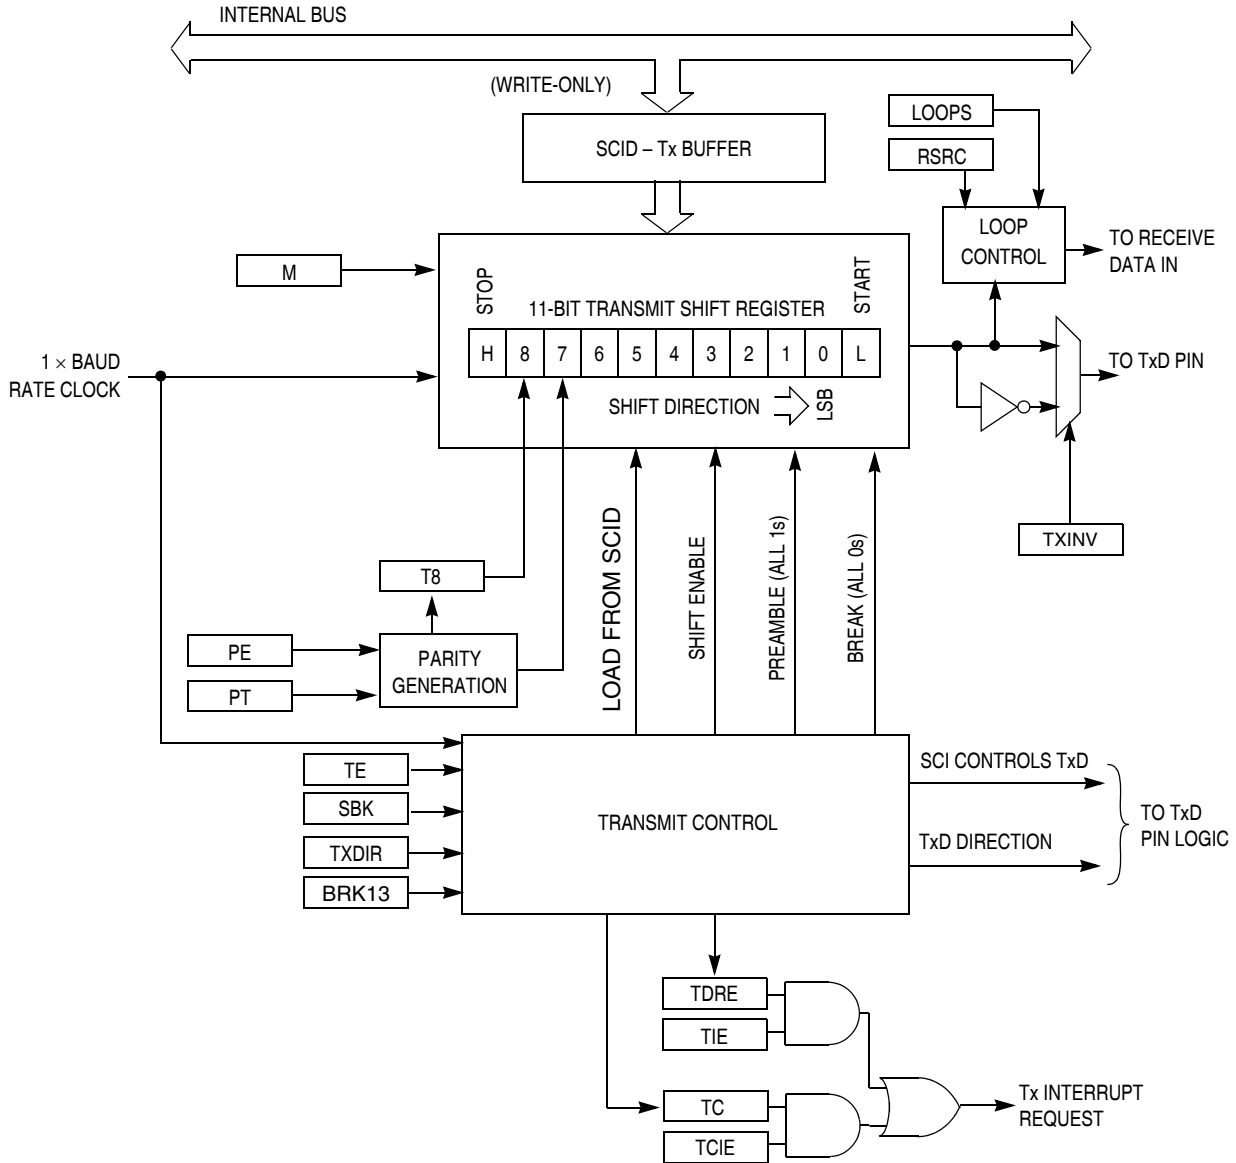 INTERNAL BUS
(WRITE-ONLY)
SCID – Tx BUFFER
LOOPS
RSRC
LOOP
CONTROL
TO RECEIVE
DATA IN
M
STOP
11-BIT TRANSMIT SHIFT REGISTER
START
H 8 7 6 5 4 3 2 1 0 L
SHIFT DIRECTION
LSB
1 × BAUD
RATE CLOCK
TO TxD PIN
TXINV
T8
PE
PT
PARITY
GENERATION
LOAD FROM SCID
SHIFT ENABLE
PREAMBLE (ALL 1s)
BREAK (ALL 0s)
TE
SBK
TXDIR
BRK13
TRANSMIT CONTROL
SCI CONTROLS TxD
TxD DIRECTION
TO TxD
PIN LOGIC
TDRE
TIE
TC
TCIE
Tx INTERRUPT
REQUEST